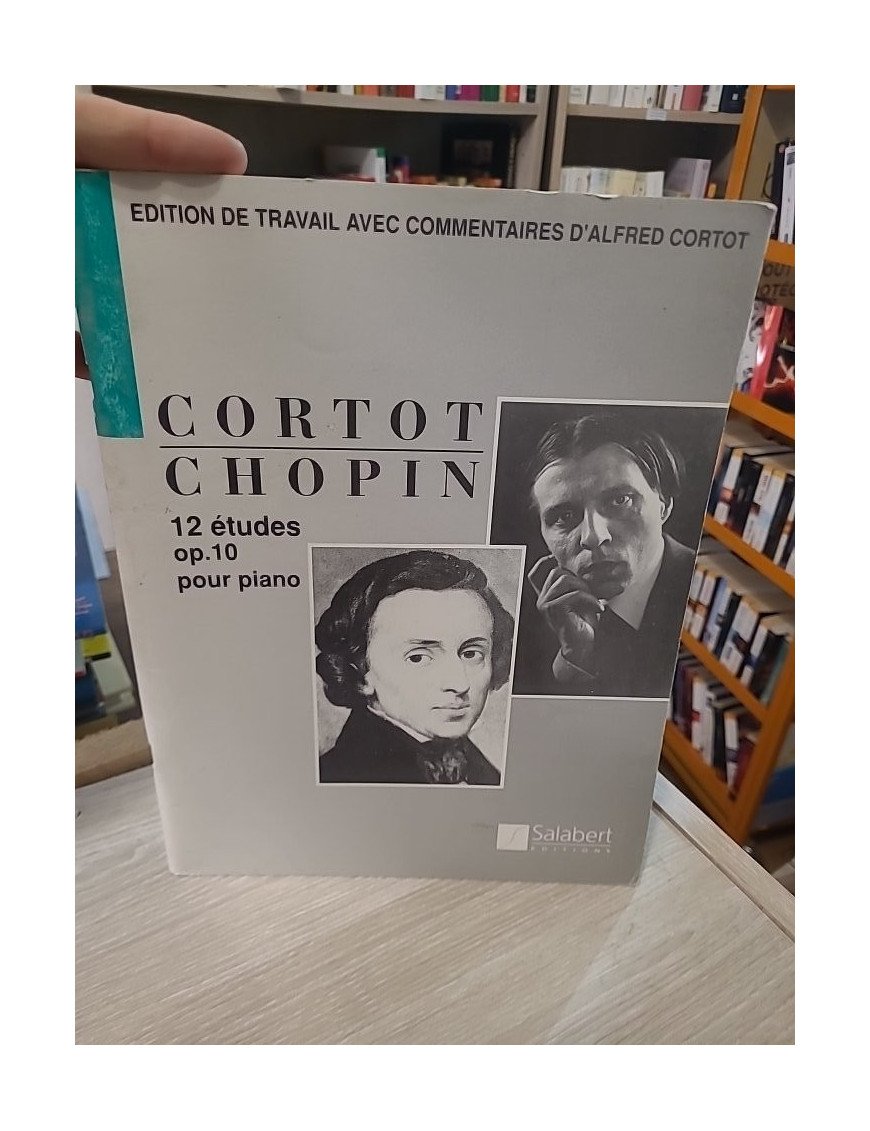 EDITION DE TRAVAIL AVEC COMMENTAIRES D'ALFRED CORTOT
CORTOT
CHOPIN
12 études
op.10
pour piano
Salabert
EDITIONS